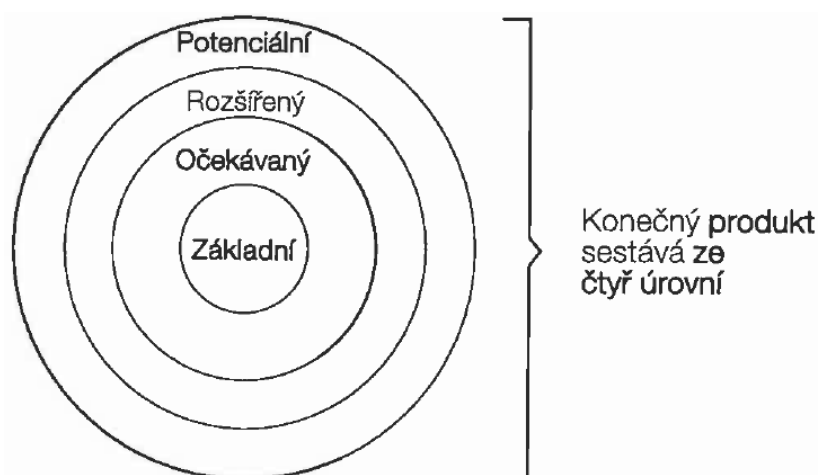 Potenciální
Rozšířený
Očekávaný
Základní
Konečný produkt
sestává ze
čtyř úrovní